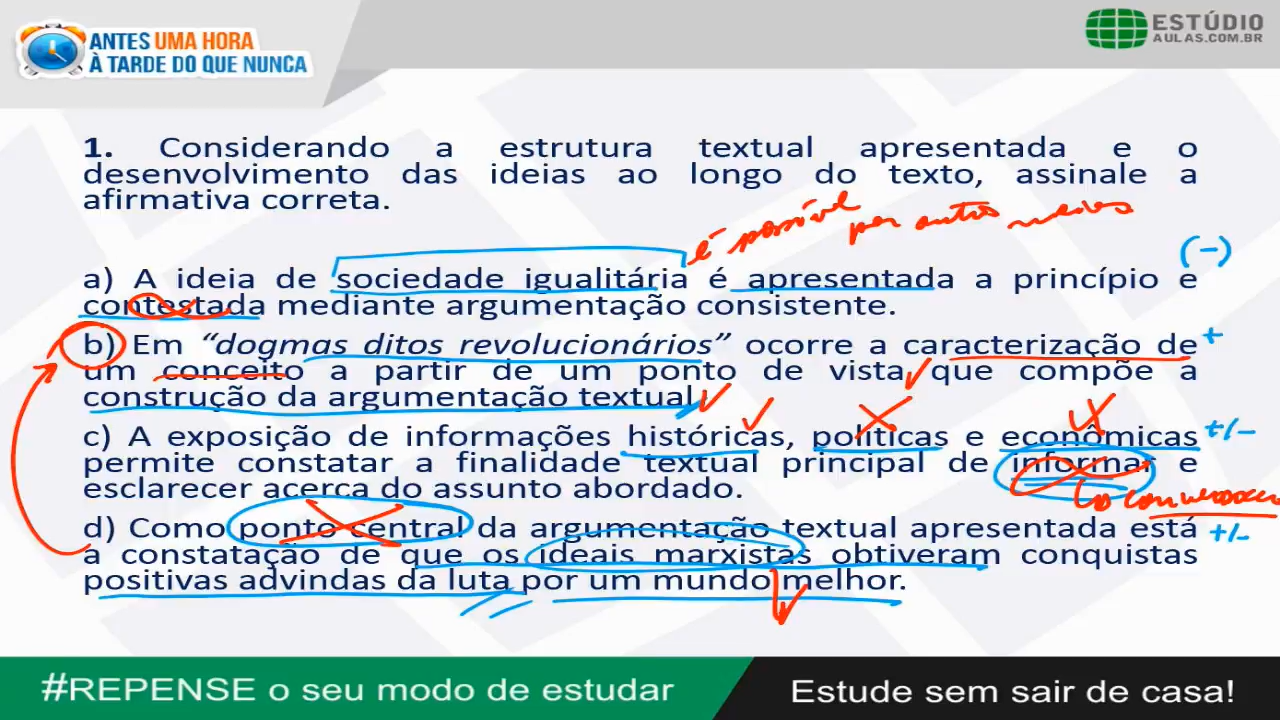 ANTES UMA HORA
À TARDE DO QUE NUNCA
ESTÚDIO
AULAS.COM.BR
1. Considerando a estrutura textual apresentada e o
desenvolvimento das ideias ao longo do texto, assinale a
afirmativa correta.
é possível por outros meios
(-)
a) A ideia de sociedade igualitária é apresentada a princípio e
contestada mediante argumentação consistente.
b) Em “dogmas ditos revolucionários” ocorre a caracterização de +
um conceito a partir de um ponto de vista que compõe a
construção da argumentação textual.
c) A exposição de informações históricas, políticas e econômicas +/-
permite constatar a finalidade textual principal de informar e
esclarecer acerca do assunto abordado.
d) Como ponto central da argumentação textual apresentada está +/-
a constatação de que os ideais marxistas obtiveram conquistas
positivas advindas da luta por um mundo melhor.
#REPENSE o seu modo de estudar
Estude sem sair de casa!